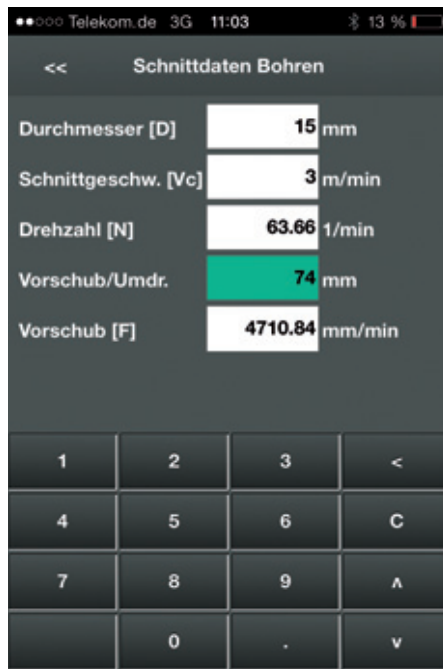 Telekom.de 3G 11:03 13 %
<< Schnittdaten Bohren
Durchmesser [D] 15 mm
Schnittgeschw. [Vc] 3 m/min
Drehzahl [N] 63.66 1/min
Vorschub/Umdr. 74 mm
Vorschub [F] 4710.84 mm/min
1 2 3 <
4 5 6 C
7 8 9 ʌ
0 . v